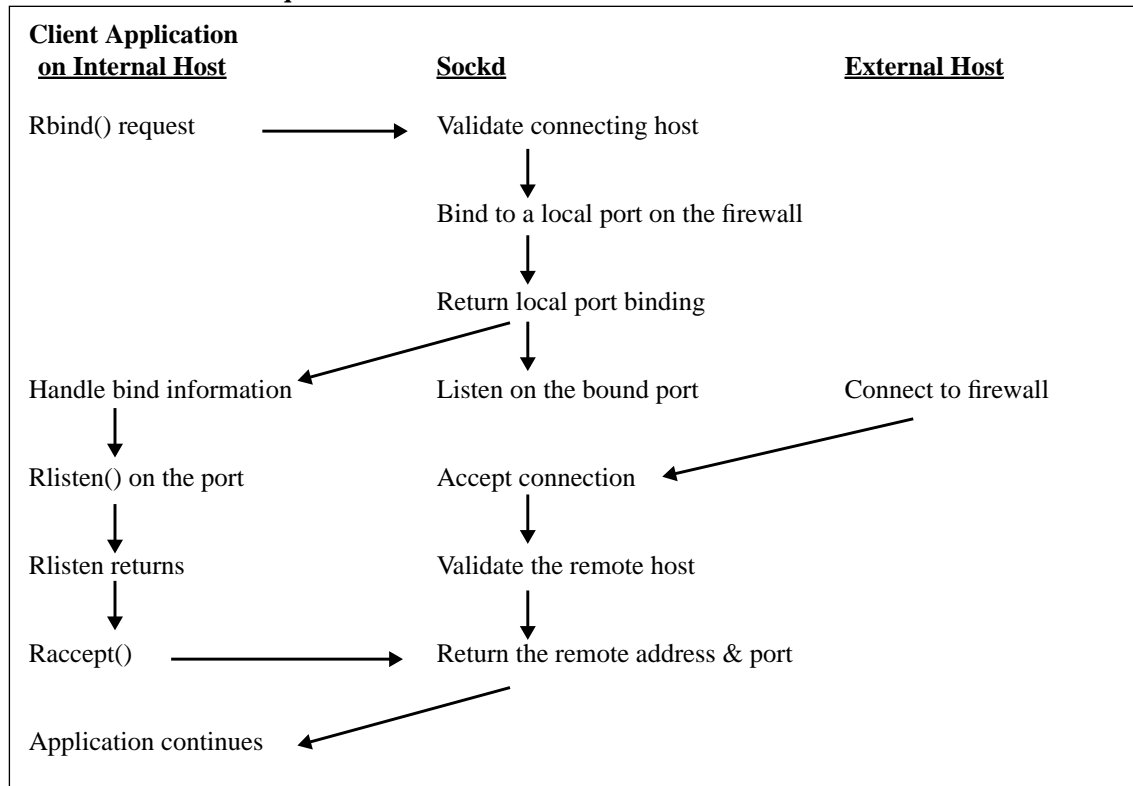 Client Application
on Internal Host Sockd External Host
Rbind() request Validate connecting host
Bind to a local port on the firewall
Return local port binding
Handle bind information Listen on the bound port Connect to firewall
Rlisten() on the port Accept connection
Rlisten returns Validate the remote host
Raccept() Return the remote address & port
Application continues